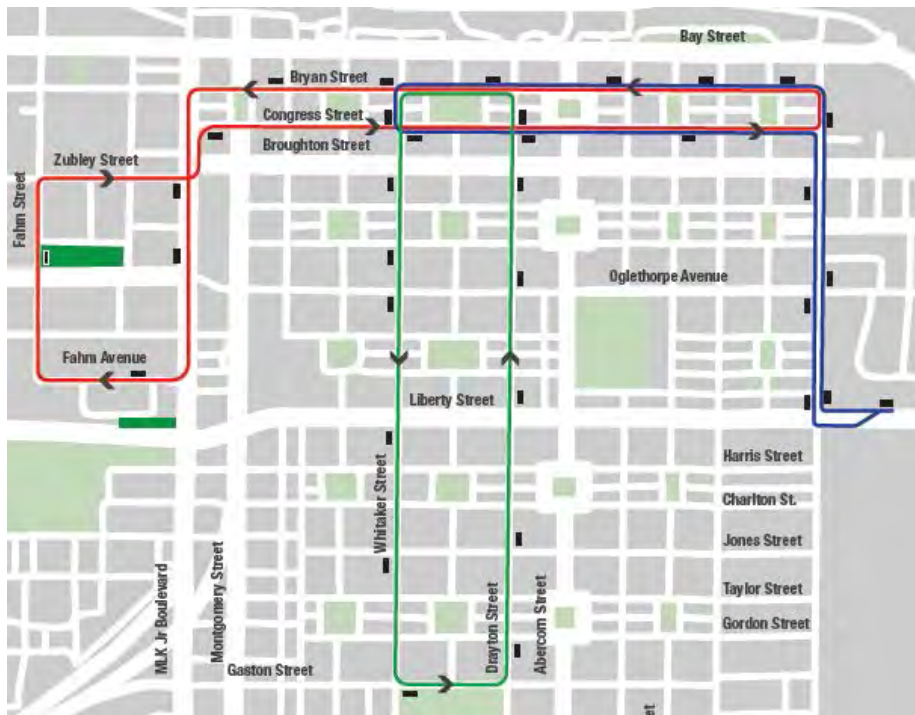 Bay Street
Bryan Street
Congress Street
Broughton Street
Zubley Street
Fahm Street
Oglethorpe Avenue
Fahm Avenue
Liberty Street
Harris Street
Whitaker Street
Charlton St.
Jones Street
MLK Jr Boulevard
Montgomery Street
Drayton Street
Abercorn Street
Taylor Street
Gordon Street
Gaston Street
et